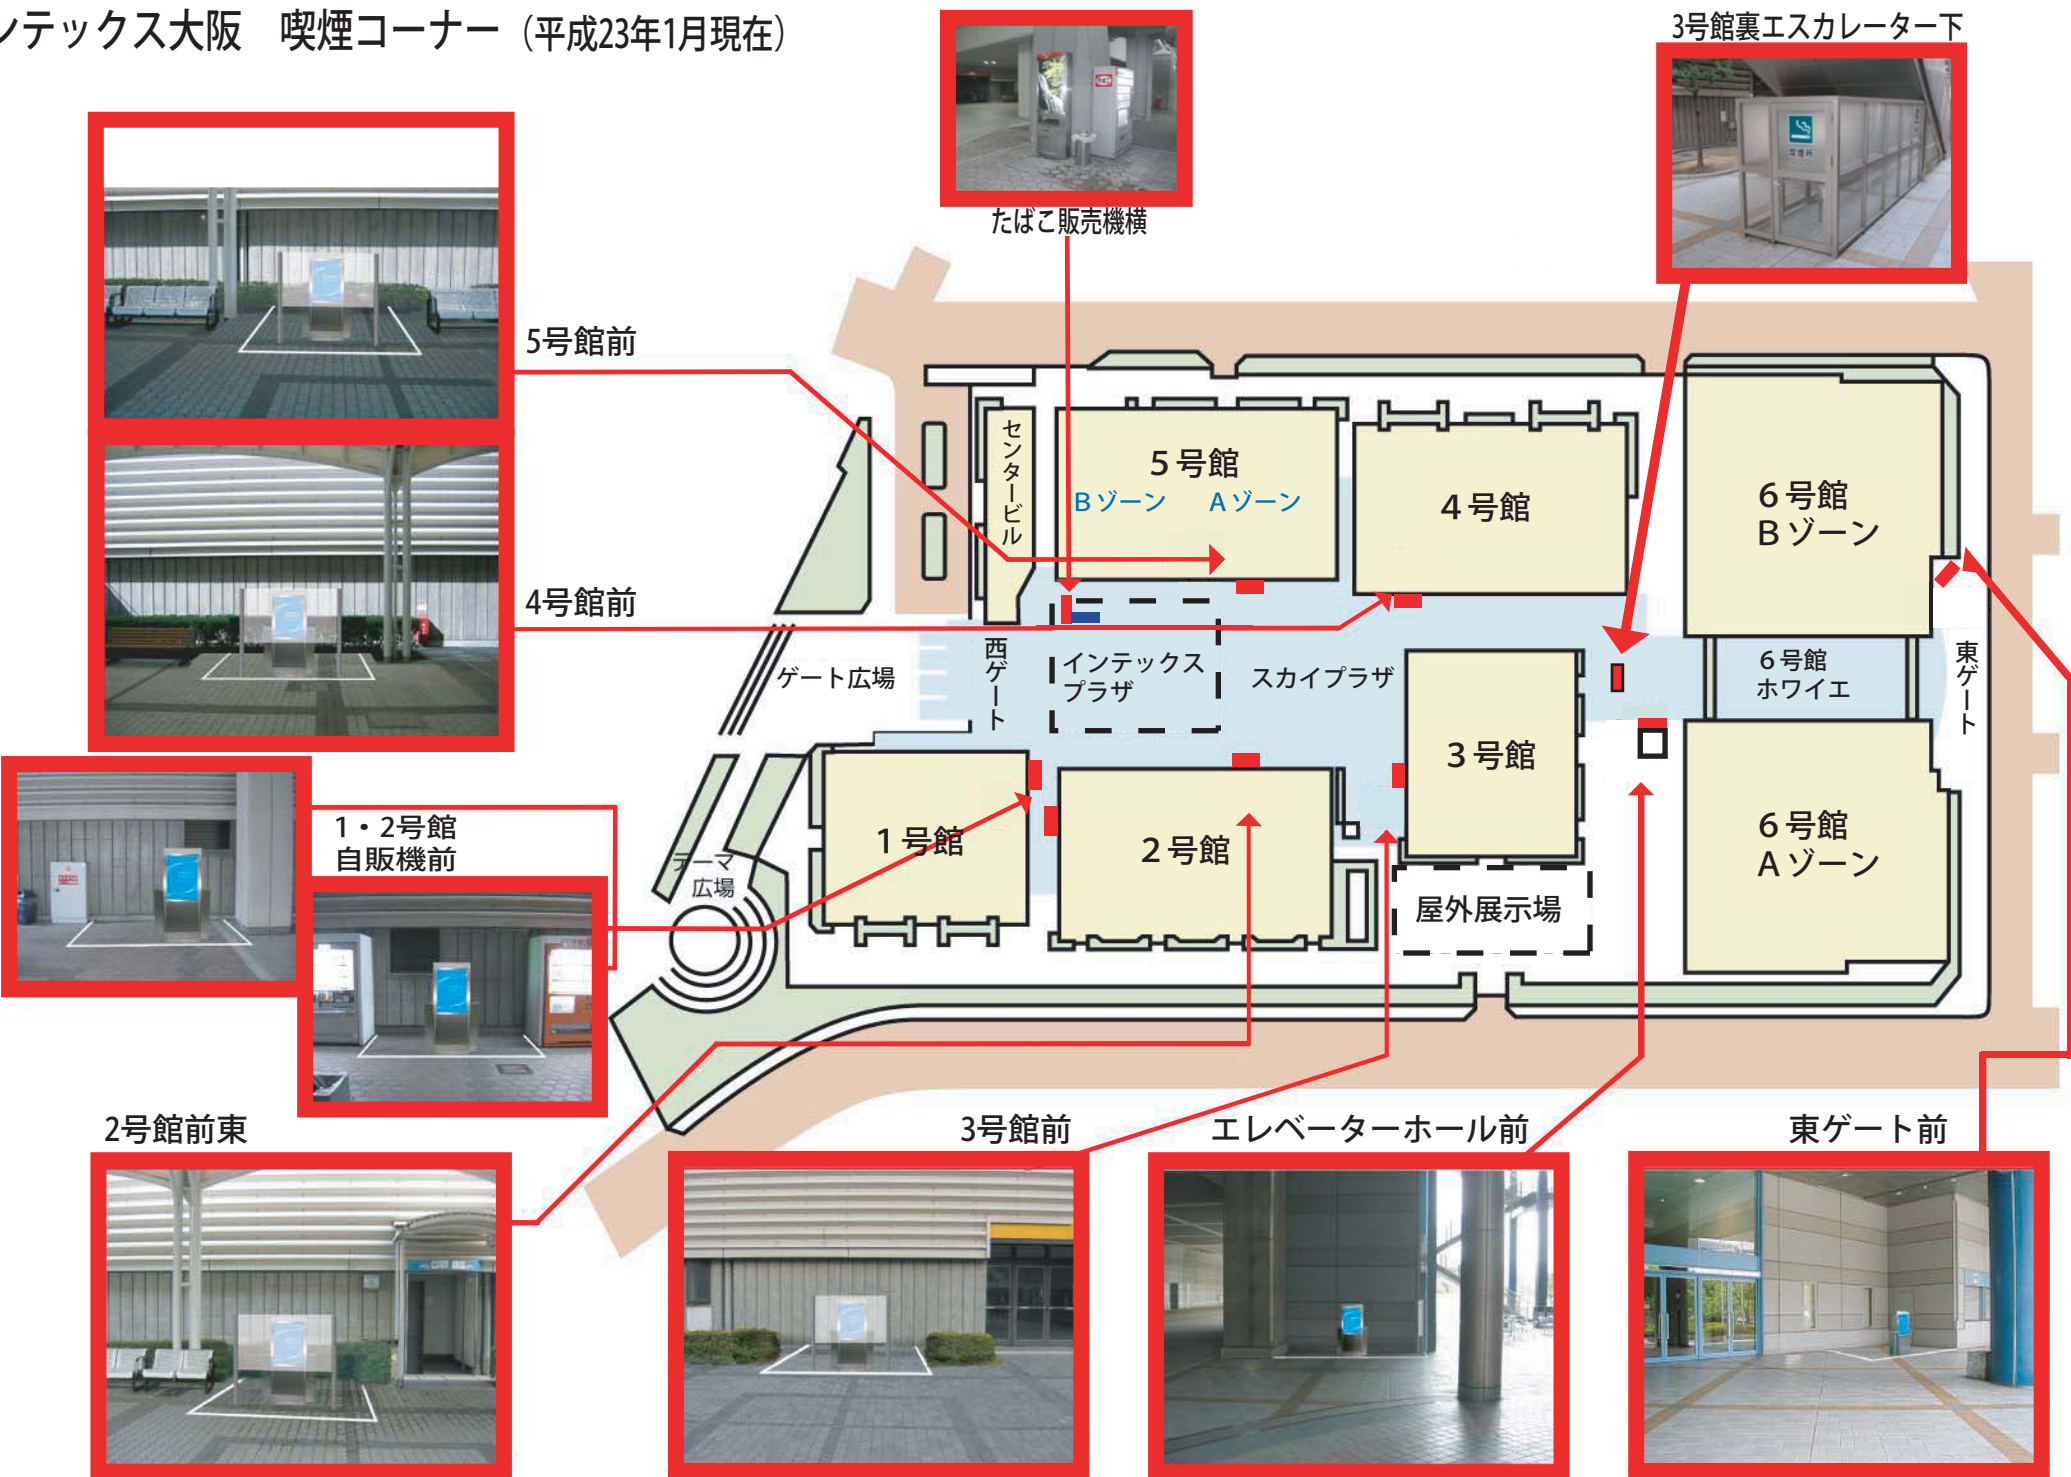 ンテックス大阪　喫煙コーナー（平成23年1月現在）
3号館裏エスカレーター下
たばこ販売機横
喫煙所
5号館前
4号館前
センタービル
５号館
Ｂゾーン　Ａゾーン
４号館
６号館
Ｂゾーン
ゲート広場
西ゲート
インテックス
プラザ
スカイプラザ
６号館
ホワイエ
東ゲート
３号館
1・2号館
自販機前
テーマ
広場
１号館
２号館
６号館
Ａゾーン
屋外展示場
2号館前東
3号館前
エレベーターホール前
東ゲート前